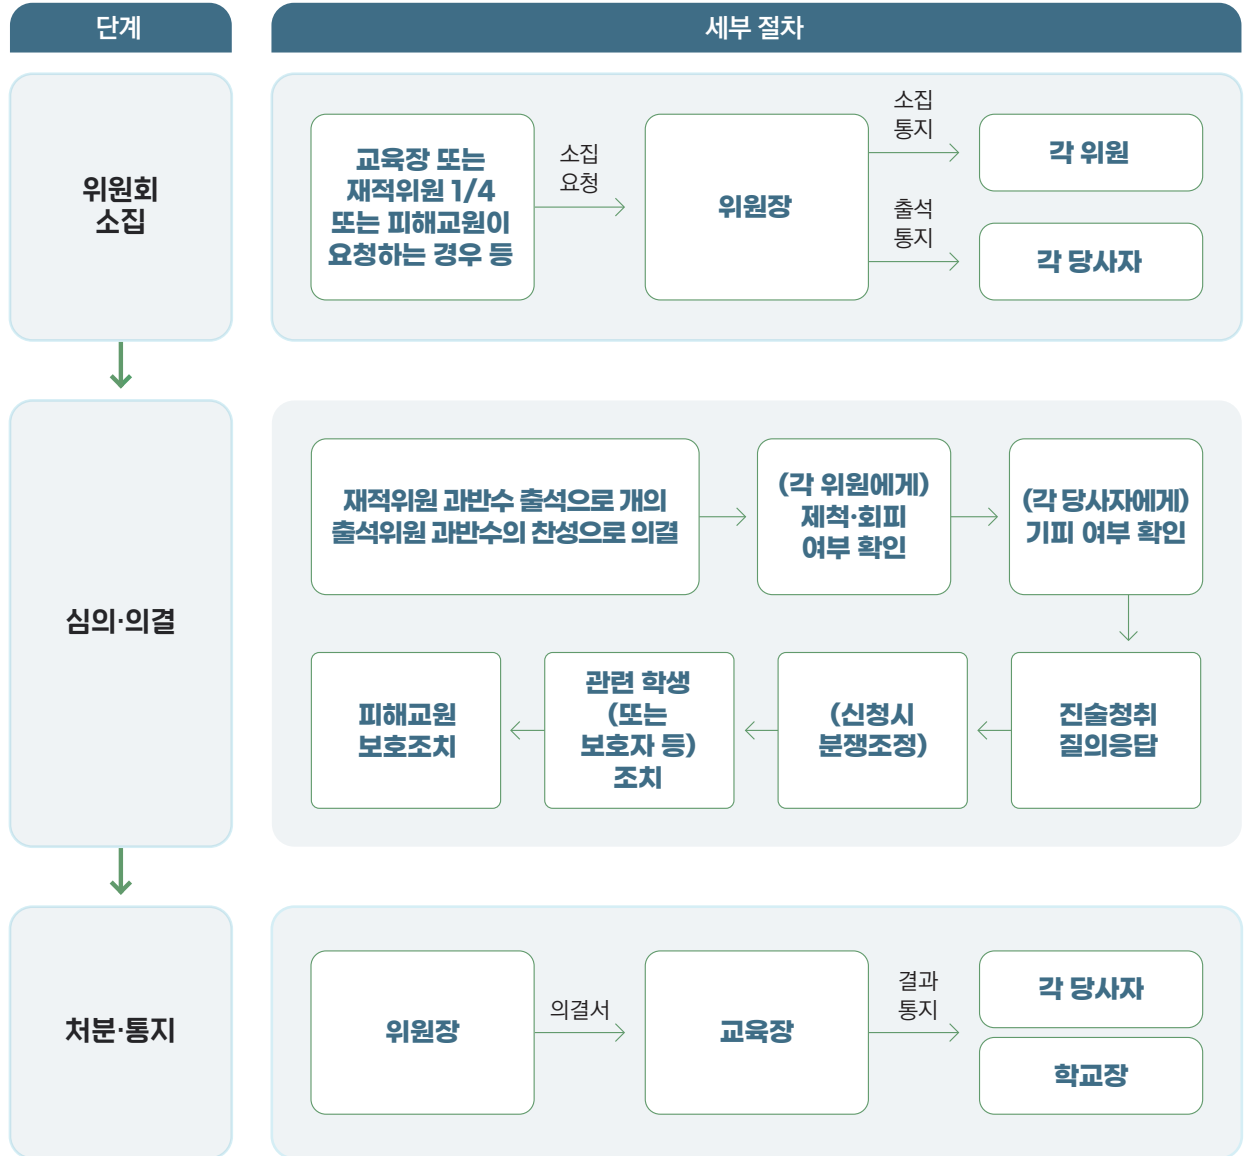 단계
세부 절차
위원회
소집
교육장 또는
재적위원 1/4
또는 피해교원이
요청하는 경우 등
소집
요청
위원장
소집
통지
각 위원
출석
통지
각 당사자
심의·의결
재적위원 과반수 출석으로 개의
출석위원 과반수의 찬성으로 의결
(각 위원에게)
제척·회피
여부 확인
(각 당사자에게)
기피 여부 확인
진술청취
질의응답
(신청시
분쟁조정)
관련 학생
(또는
보호자 등)
조치
피해교원
보호조치
처분·통지
위원장
의결서
교육장
결과
통지
각 당사자
학교장